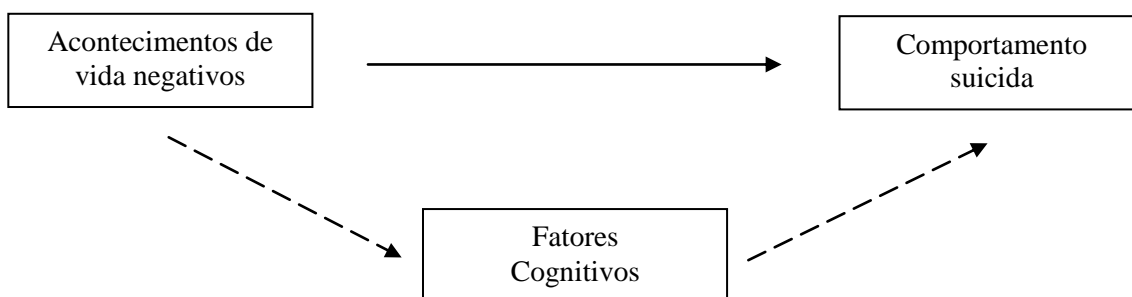 Acontecimentos de
vida negativos
Comportamento
suicida
Fatores
Cognitivos